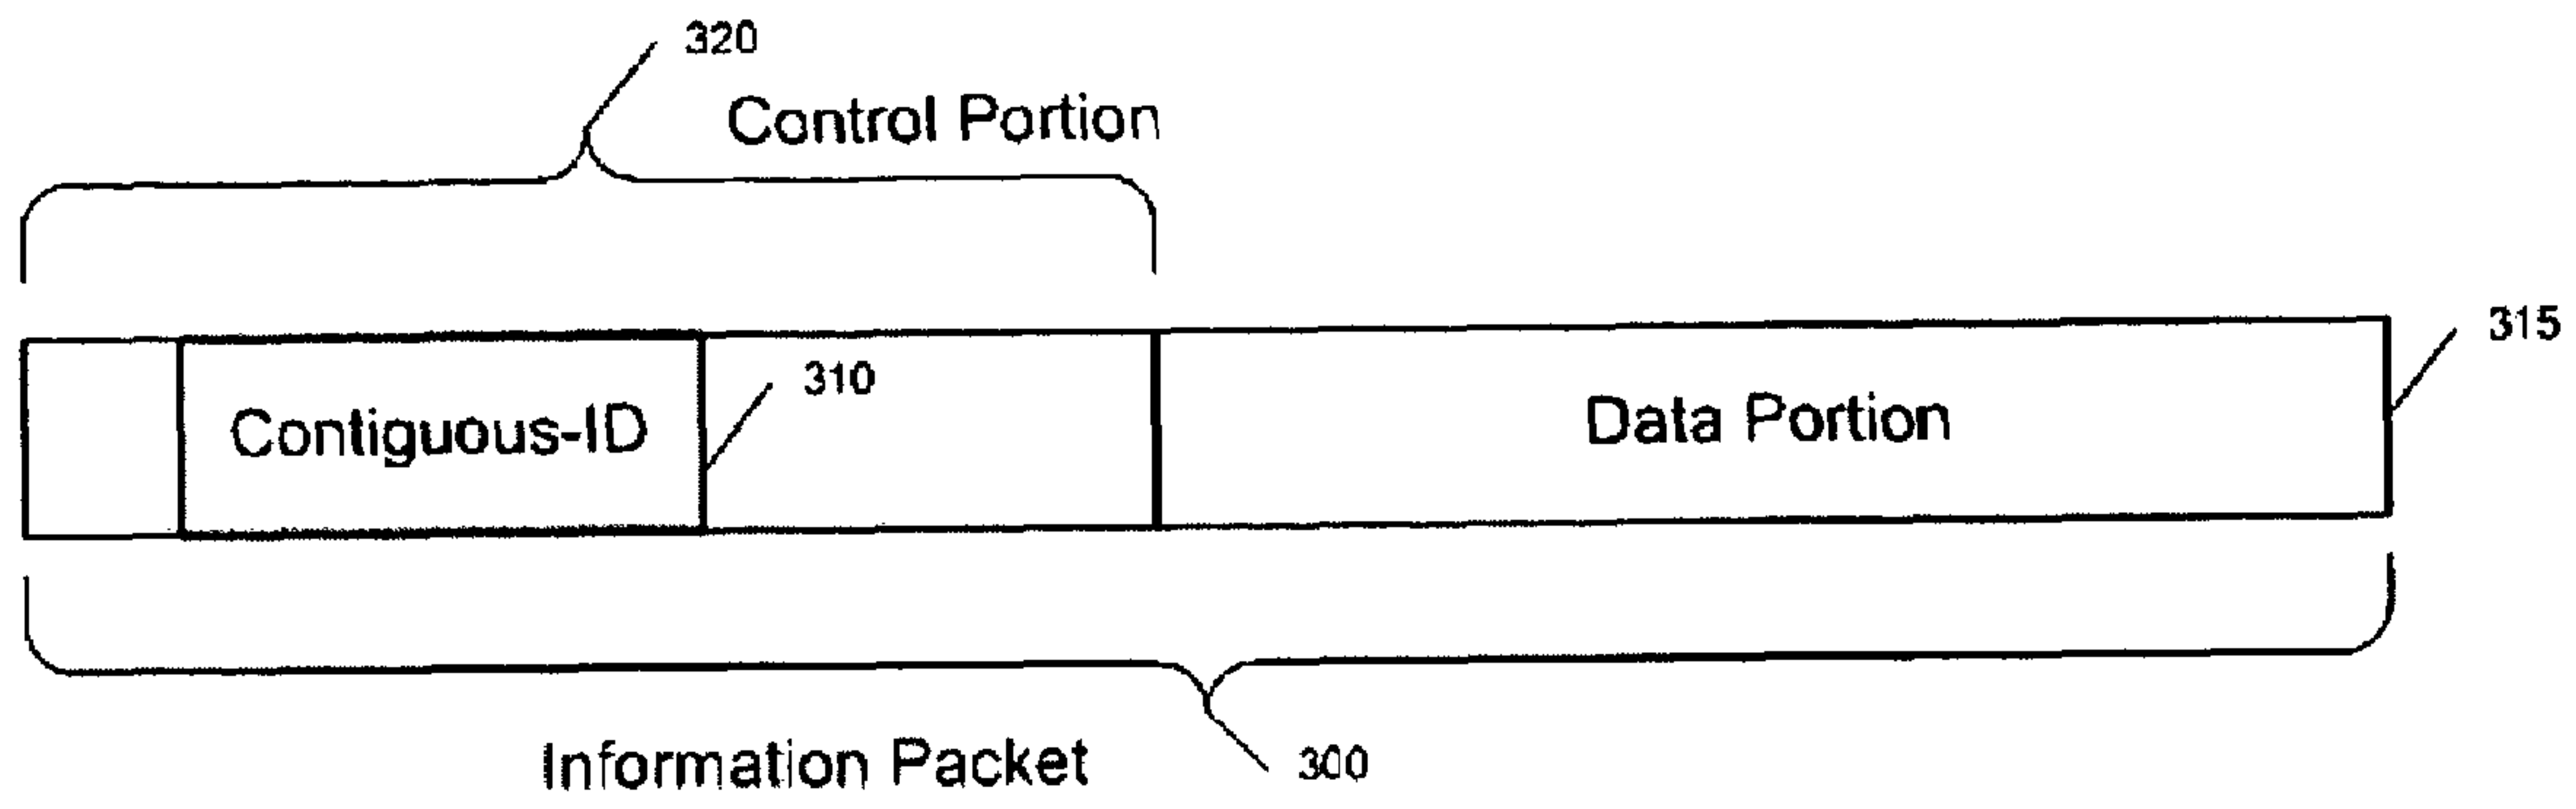 320
Control Portion
315
310
Contiguous-ID
Data Portion
Information Packet
300